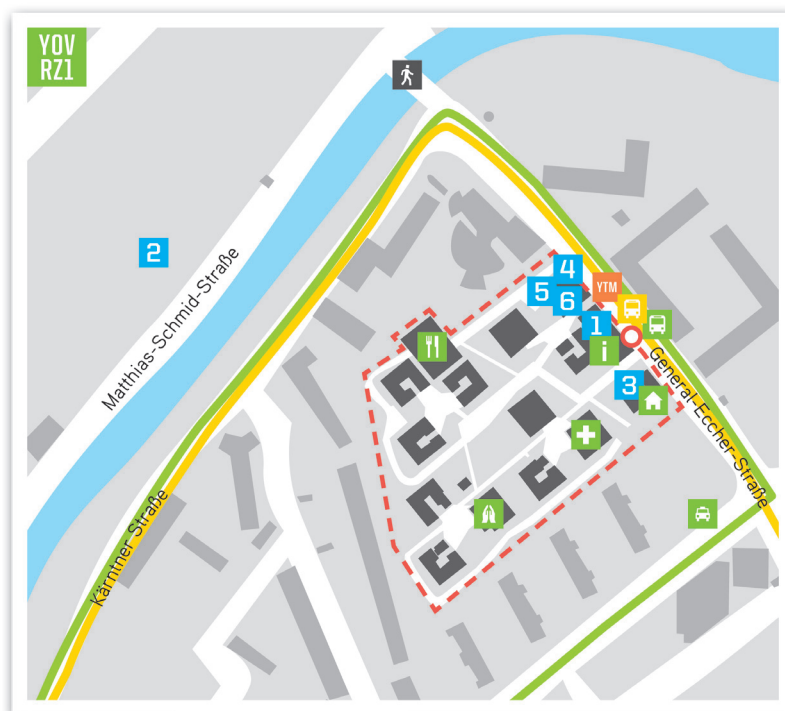 YOV
RZ1
2
4
5
6
YTM
1
i
3
Matthias-Schmid-Straße
General-Eccher-Straße
Kärntner Straße